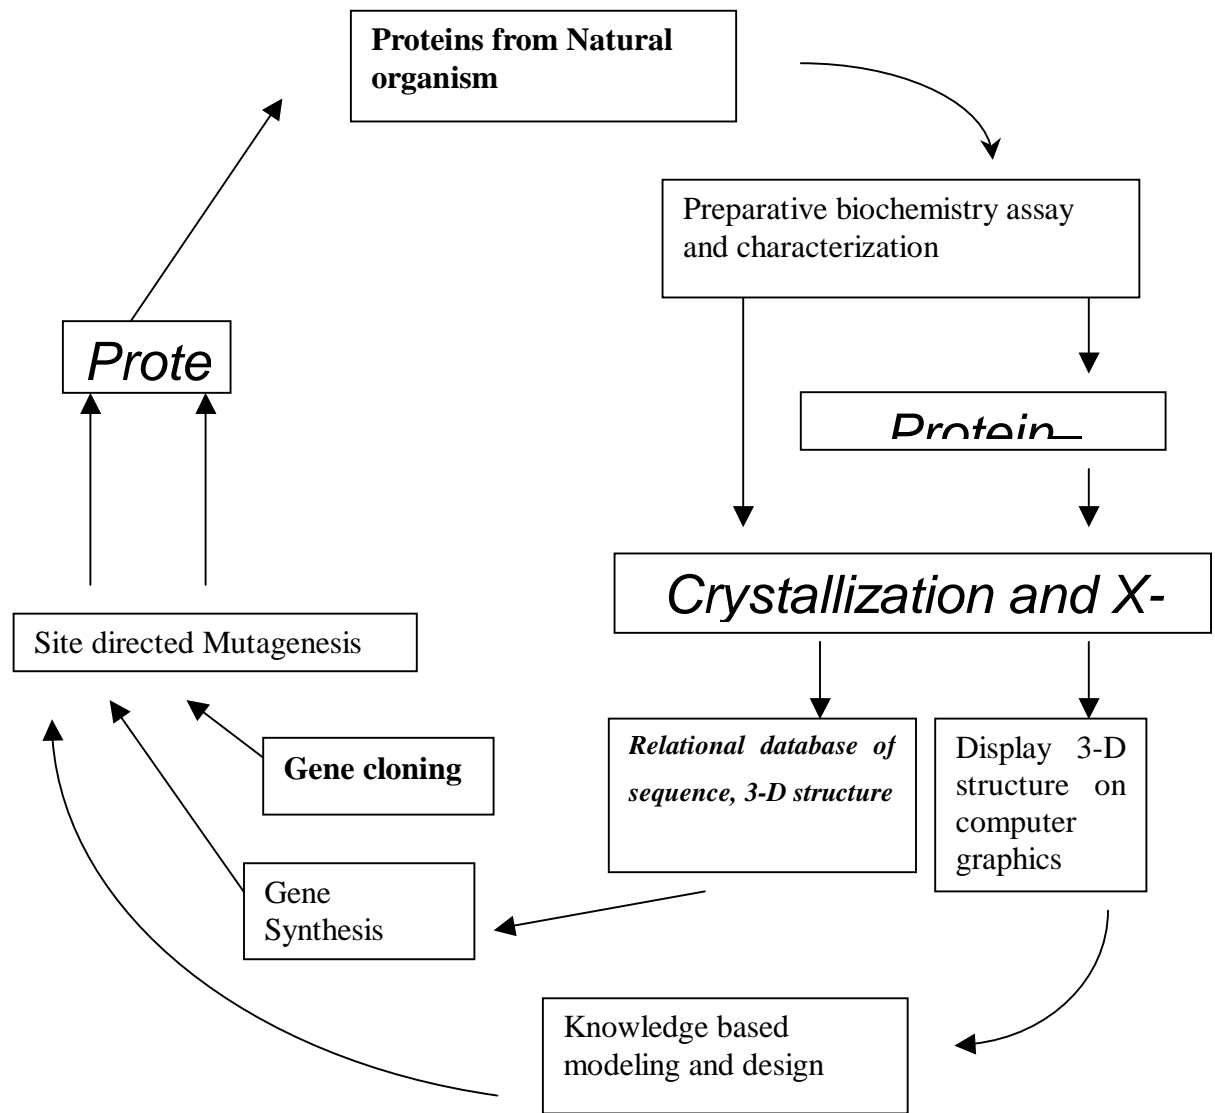 Proteins from Natural
organism
Preparative biochemistry assay
and characterization
Prote
Protein
Crystallization and X-
Site directed Mutagenesis
Relational database of
sequence, 3-D structure
Display 3-D
structure on
computer
graphics
Gene cloning
Gene
Synthesis
Knowledge based
modeling and design